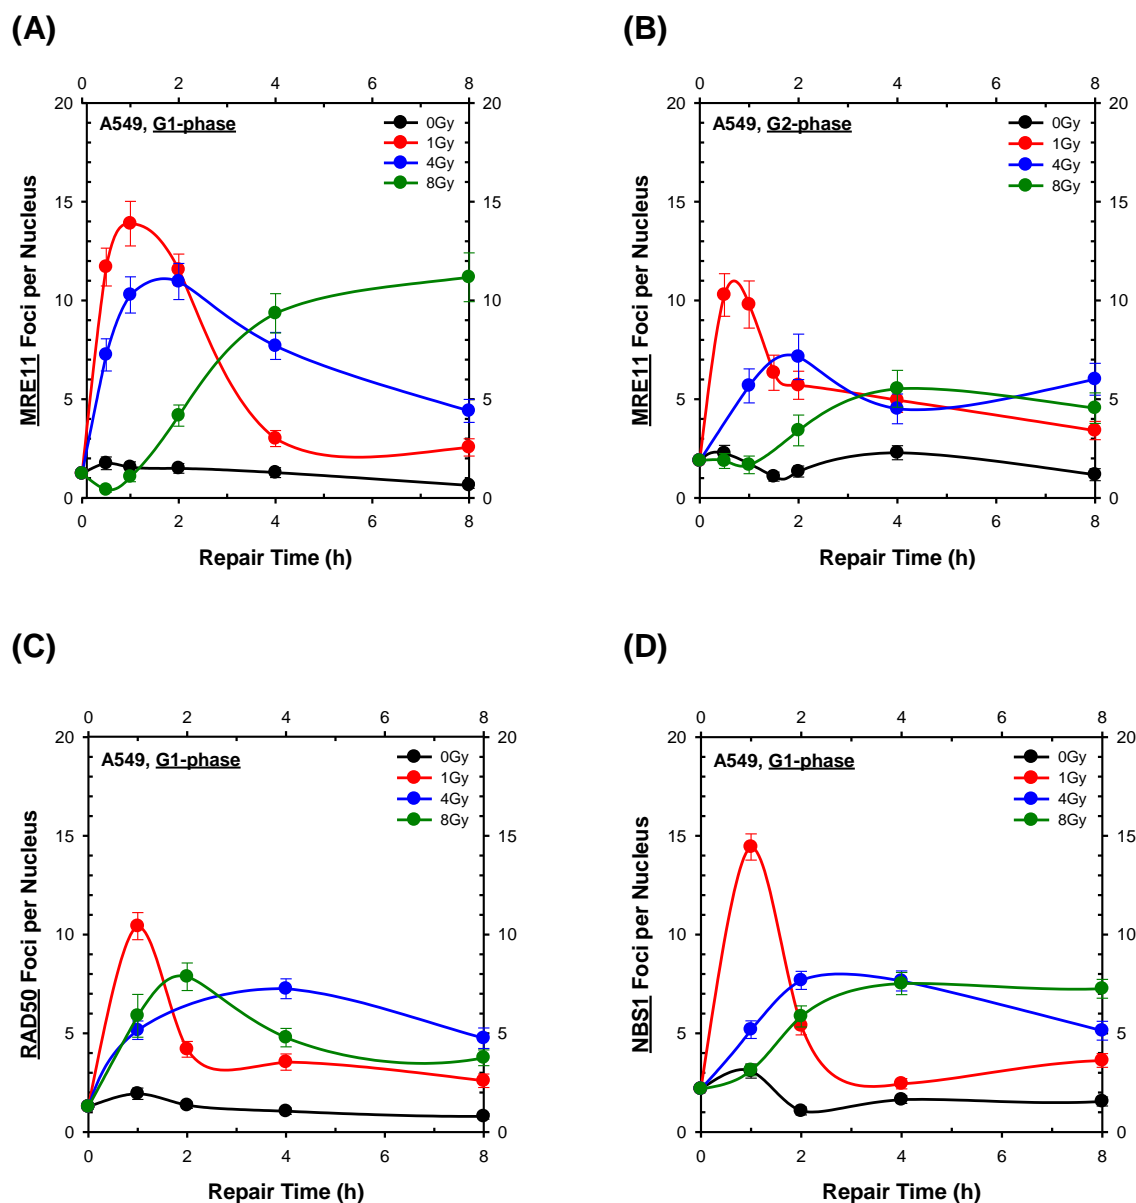 (A)
0 2 4 6 8
A549, G1-phase
0Gy
1Gy
4Gy
8Gy
MRE11 Foci per Nucleus
20
15
10
5
0
20
15
10
5
0
0 2 4 6 8
Repair Time (h)
(B)
0 2 4 6 8
A549, G2-phase
0Gy
1Gy
4Gy
8Gy
MRE11 Foci per Nucleus
20
15
10
5
0
20
15
10
5
0
0 2 4 6 8
Repair Time (h)
(C)
0 2 4 6 8
A549, G1-phase
0Gy
1Gy
4Gy
8Gy
RAD50 Foci per Nucleus
20
15
10
5
0
20
15
10
5
0
0 2 4 6 8
Repair Time (h)
(D)
0 2 4 6 8
A549, G1-phase
0Gy
1Gy
4Gy
8Gy
NBS1 Foci per Nucleus
20
15
10
5
0
20
15
10
5
0
0 2 4 6 8
Repair Time (h)